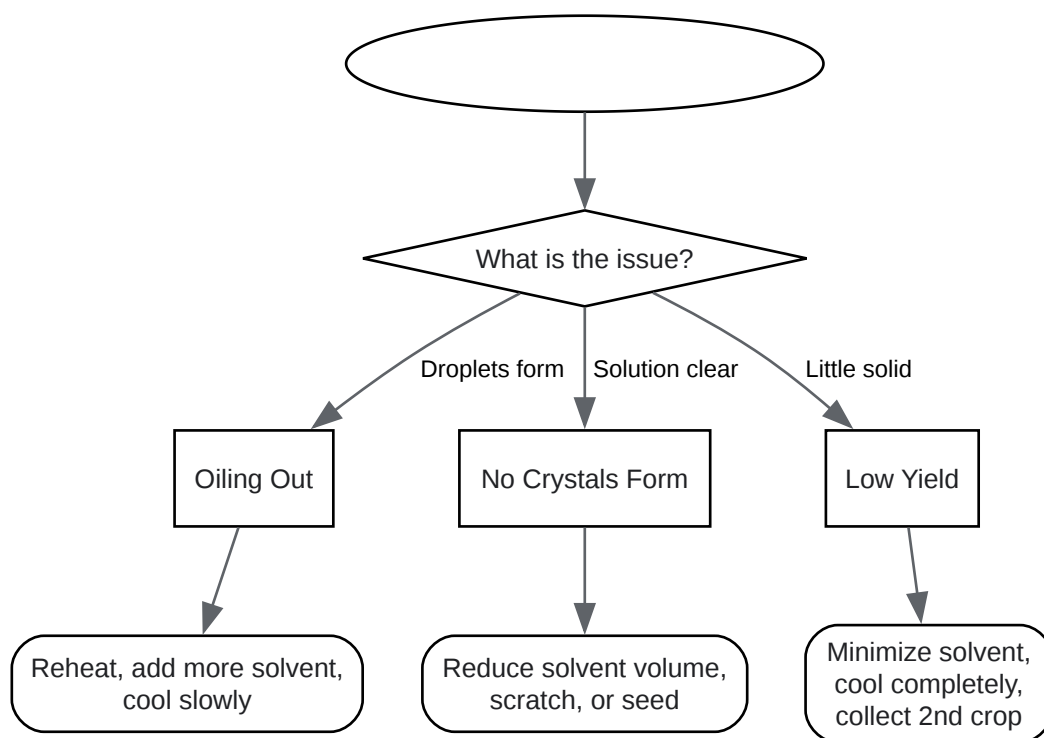 What is the issue?
Droplets form
Solution clear
Little solid
Oiling Out
No Crystals Form
Low Yield
Reheat, add more solvent,
cool slowly
Reduce solvent volume,
scratch, or seed
Minimize solvent,
cool completely,
collect 2nd crop